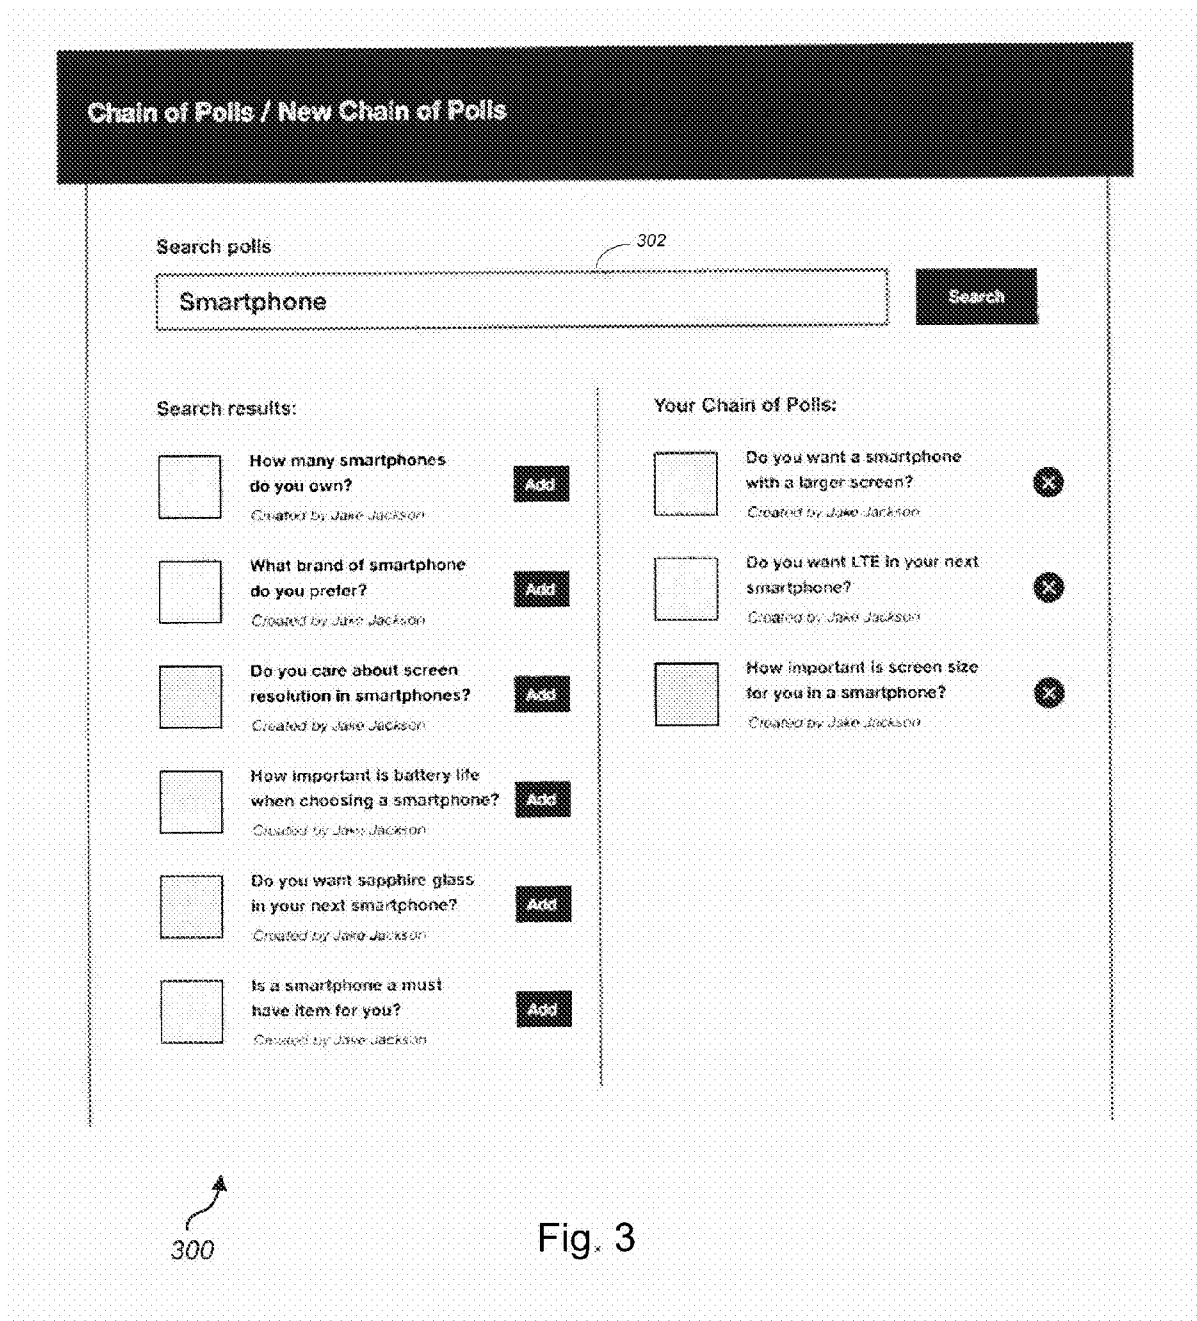 Chain of Polls / New Chain of Polls
Search polls
302
Smartphone
Search
Search results:
How many smartphones
do you own?
Created by Jake Jackson
Add
What brand of smartphone
do you prefer?
Created by Jake Jackson
Add
Do you care about screen
resolution in smartphones?
Created by Jake Jackson
Add
How important is battery life
when choosing a smartphone?
Created by Jake Jackson
Add
Do you want sapphire glass
in your next smartphone?
Created by Jake Jackson
Add
Is a smartphone a must
have item for you?
Created by Jake Jackson
Add
Your Chain of Polls:
Do you want a smartphone
with a larger screen?
Created by Jake Jackson
Do you want LTE in your next
smartphone?
Created by Jake Jackson
How important is screen size
for you in a smartphone?
Created by Jake Jackson
300
Fig. 3